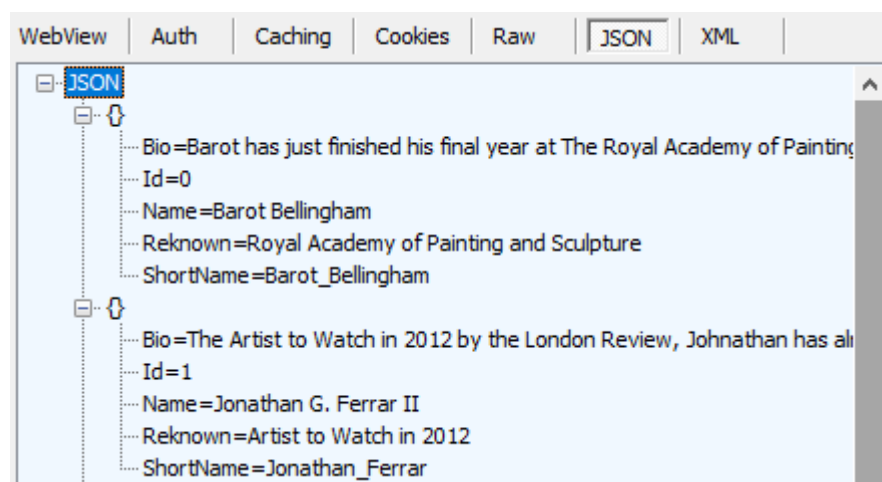 WebView Auth Caching Cookies Raw JSON XML
JSON
{}
Bio=Barot has just finished his final year at The Royal Academy of Painting
Id=0
Name=Barot Bellingham
Reknown=Royal Academy of Painting and Sculpture
ShortName=Barot_Bellingham
{}
Bio=The Artist to Watch in 2012 by the London Review, Johnathan has alr
Id=1
Name=Jonathan G. Ferrar II
Reknown=Artist to Watch in 2012
ShortName=Jonathan_Ferrar